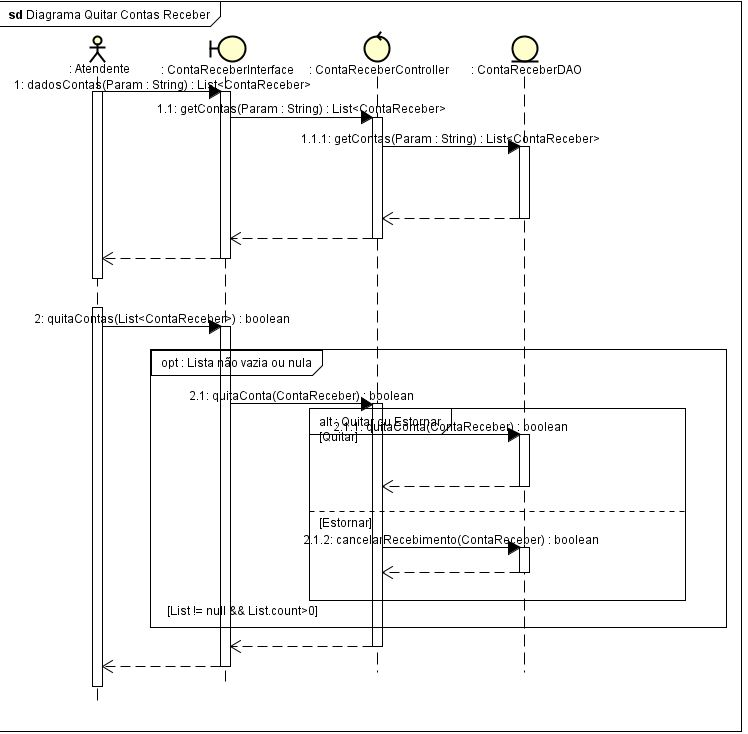 sd Diagrama Quitar Contas Receber
: Atendente
: ContaReceberInterface
: ContaReceberController
: ContaReceberDAO
1: dadosContas(Param : String) : List<ContaReceber>
1.1: getContas(Param : String) : List<ContaReceber>
1.1.1: getContas(Param : String) : List<ContaReceber>
2: quitaContas(List<ContaReceber>) : boolean
opt : Lista não vazia ou nula
2.1: quitaConta(ContaReceber) : boolean
alt : Quitar ou Estornar
2.1.1: quitaConta(ContaReceber) : boolean
[Quitar]
[Estornar]
2.1.2: cancelarRecebimento(ContaReceber) : boolean
[List != null && List.count>0]